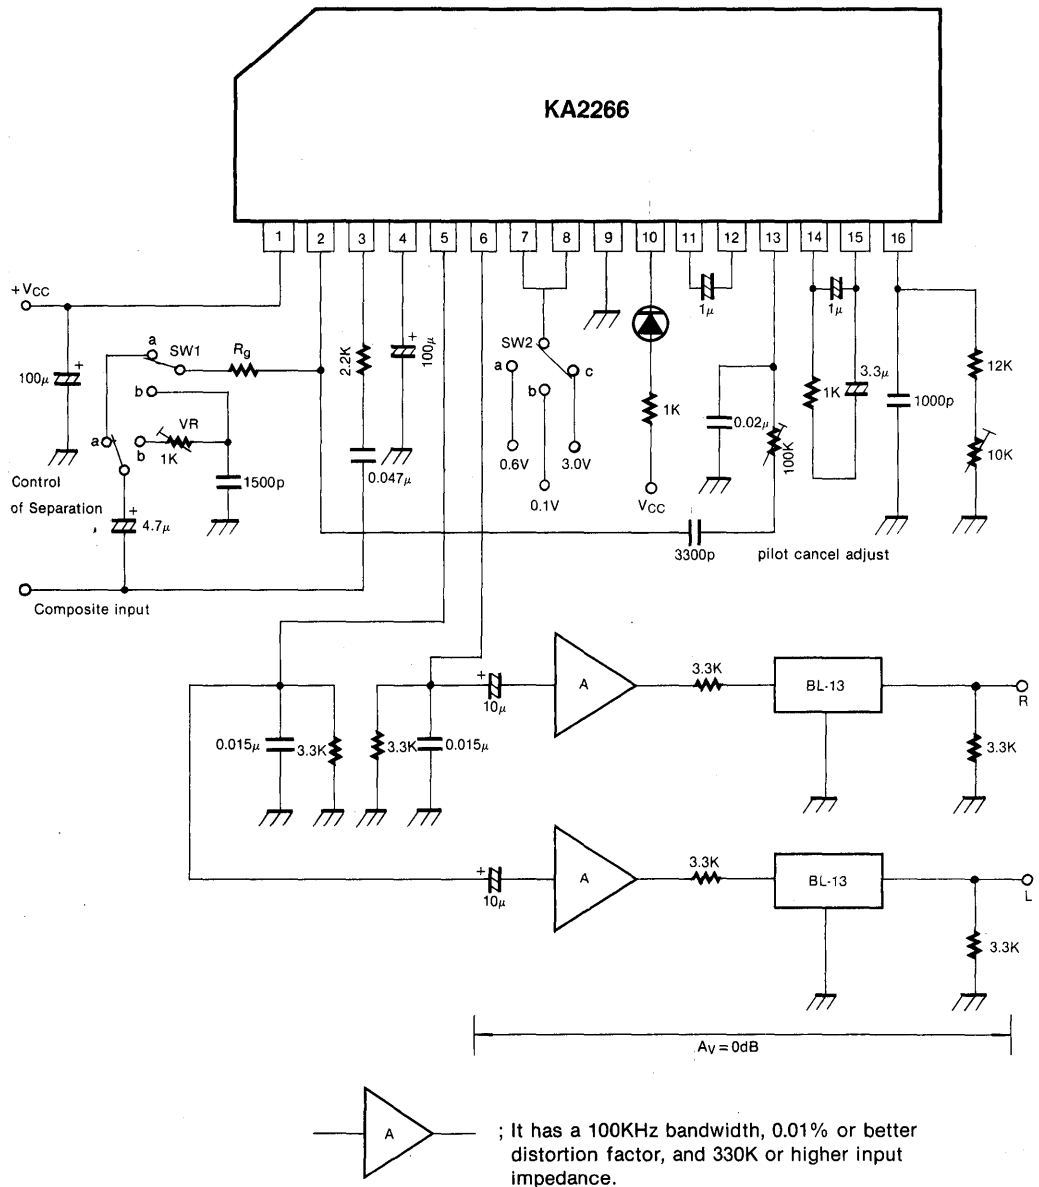 KA2266
1 2 3 4 5 6 7 8 9 10 11 12 13 14 15 16
+VCC
100μ +
a SW1 Rg
b
a b VR
1K
1500p
Control
of Separation
+
4.7μ
Composite input
2.2K
0.047μ
+
100μ
SW2
a b c
0.6V
0.1V
3.0V
1K
VCC
1μ
0.02μ
100K
3300p
pilot cancel adjust
1μ
1K
3.3μ
1000p
12K
10K
0.015μ 3.3K 3.3K 0.015μ
+
10μ
A
3.3K
BL-13
R
3.3K
+
10μ
A
3.3K
BL-13
L
3.3K
AV=0dB
A
; It has a 100KHz bandwidth, 0.01% or better
distortion factor, and 330K or higher input
impedance.